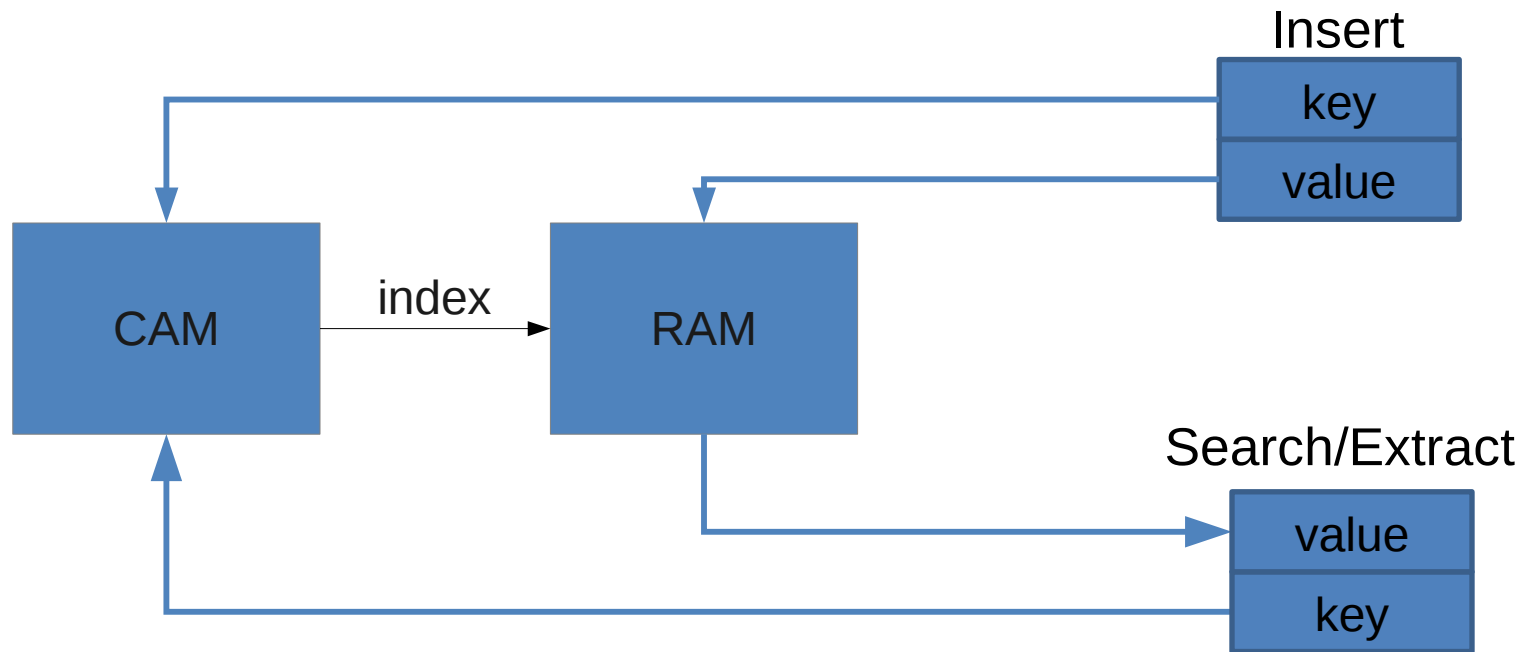 Insert
key
value
index
CAM
RAM
Search/Extract
value
key